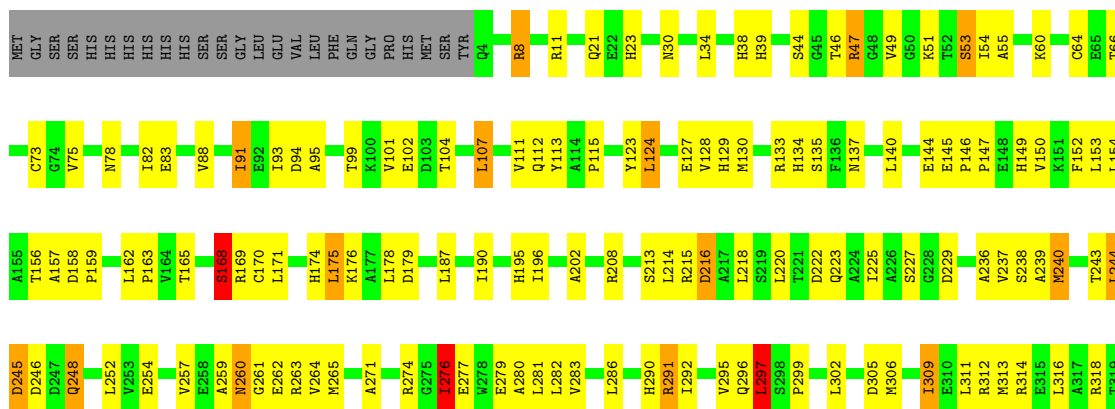 MET GLY SER SER HIS HIS HIS HIS HIS HIS SER SER GLY LEU GLU VAL LEU PHE GLN GLY PRO HIS MET SER TYR Q4 R8 R11 Q21 E22 H23 N30 L34 H38 H39 S44 G45 T46 R47 G48 V49 G50 K51 T52 S53 I54 A55 K60 C64 E65 T66
C73 G74 V75 N78 I82 E83 V88 I91 E92 I93 D94 A95 T99 K100 V101 E102 D103 T104 L107 V111 Q112 Y113 A114 P115 Y123 L124 E127 V128 H129 M130 R133 H134 S135 F136 N137 L140 E144 E145 P146 P147 E148 H149 V150 K151 F152 L153 L154
A155 T156 A157 D158 P159 L162 P163 V164 T165 S168 R169 C170 L171 H174 L175 K176 A177 L178 D179 L187 I190 H195 I196 A202 R208 S213 L214 R215 D216 A217 L218 S219 L220 T221 D222 Q223 A224 I225 A226 S227 G228 D229 A236 V237 S238 A239 M240 T243 L244
D245 D246 D247 Q248 L252 V253 E254 V257 E258 A259 N260 G261 E262 R263 V264 M265 A271 R274 G275 I276 E277 W278 E279 A280 L281 L282 V283 L286 H290 R291 I292 V295 Q296 L297 S298 P299 L302 D305 M306 I309 E310 L311 R312 M313 R314 E315 L316 A317 R318 R319